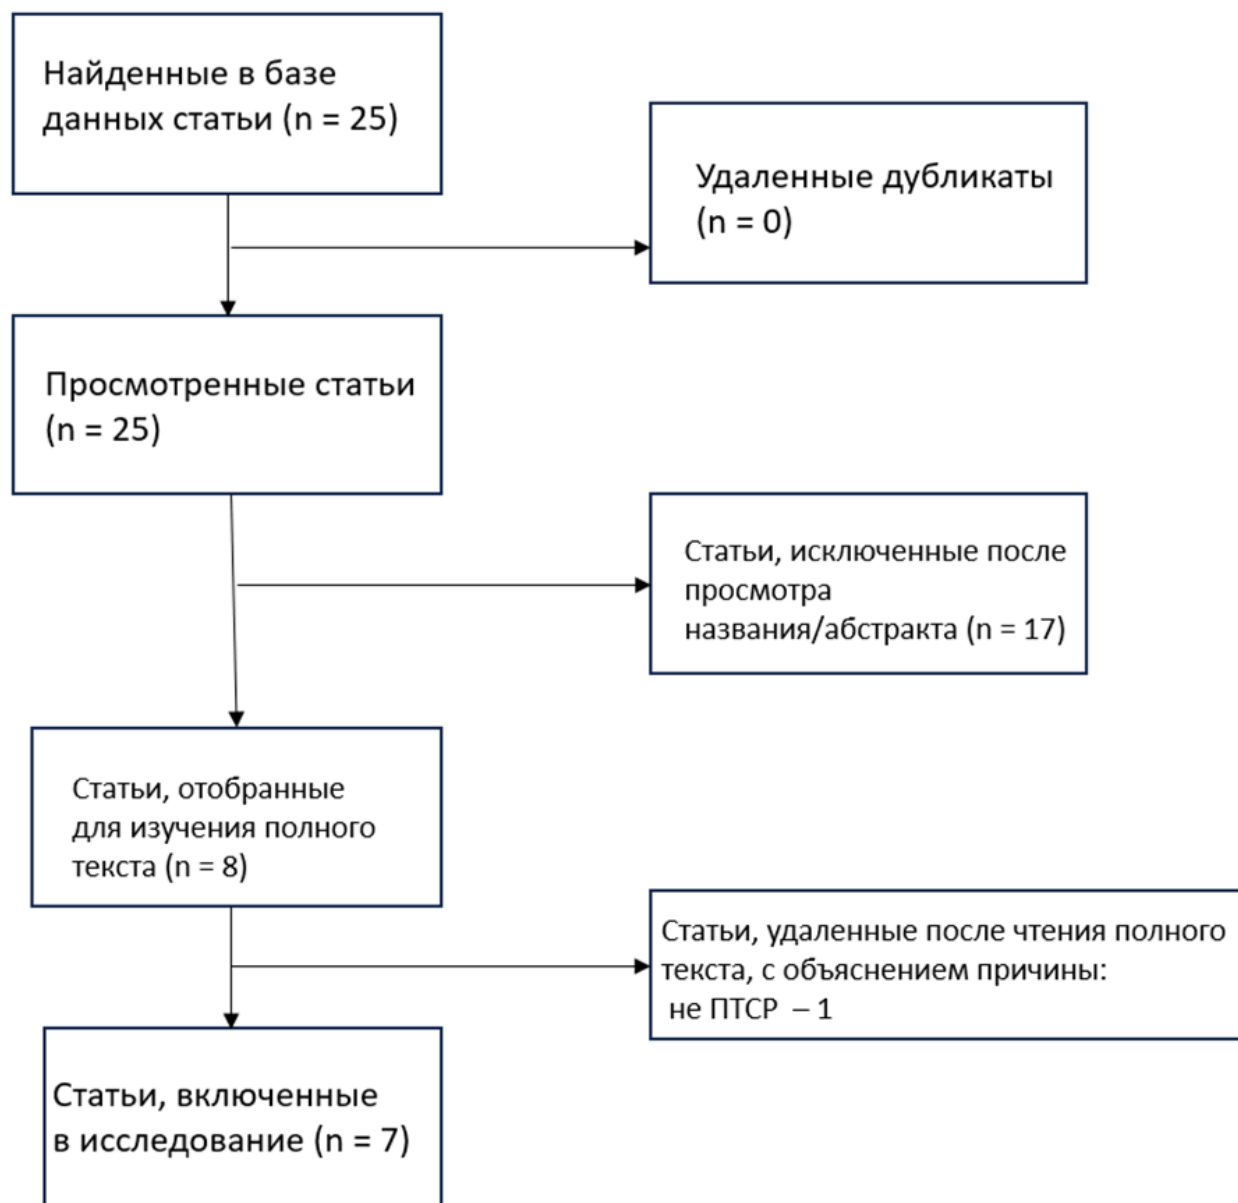 Найденные в базе
данных статьи (n = 25)
Удаленные дубликаты
(n = 0)
Просмотренные статьи
(n = 25)
Статьи, исключенные после
просмотра
названия/абстракта (n = 17)
Статьи, отобранные
для изучения полного
текста (n = 8)
Статьи, удаленные после чтения полного
текста, с объяснением причины:
не ПТСР – 1
Статьи, включенные
в исследование (n = 7)